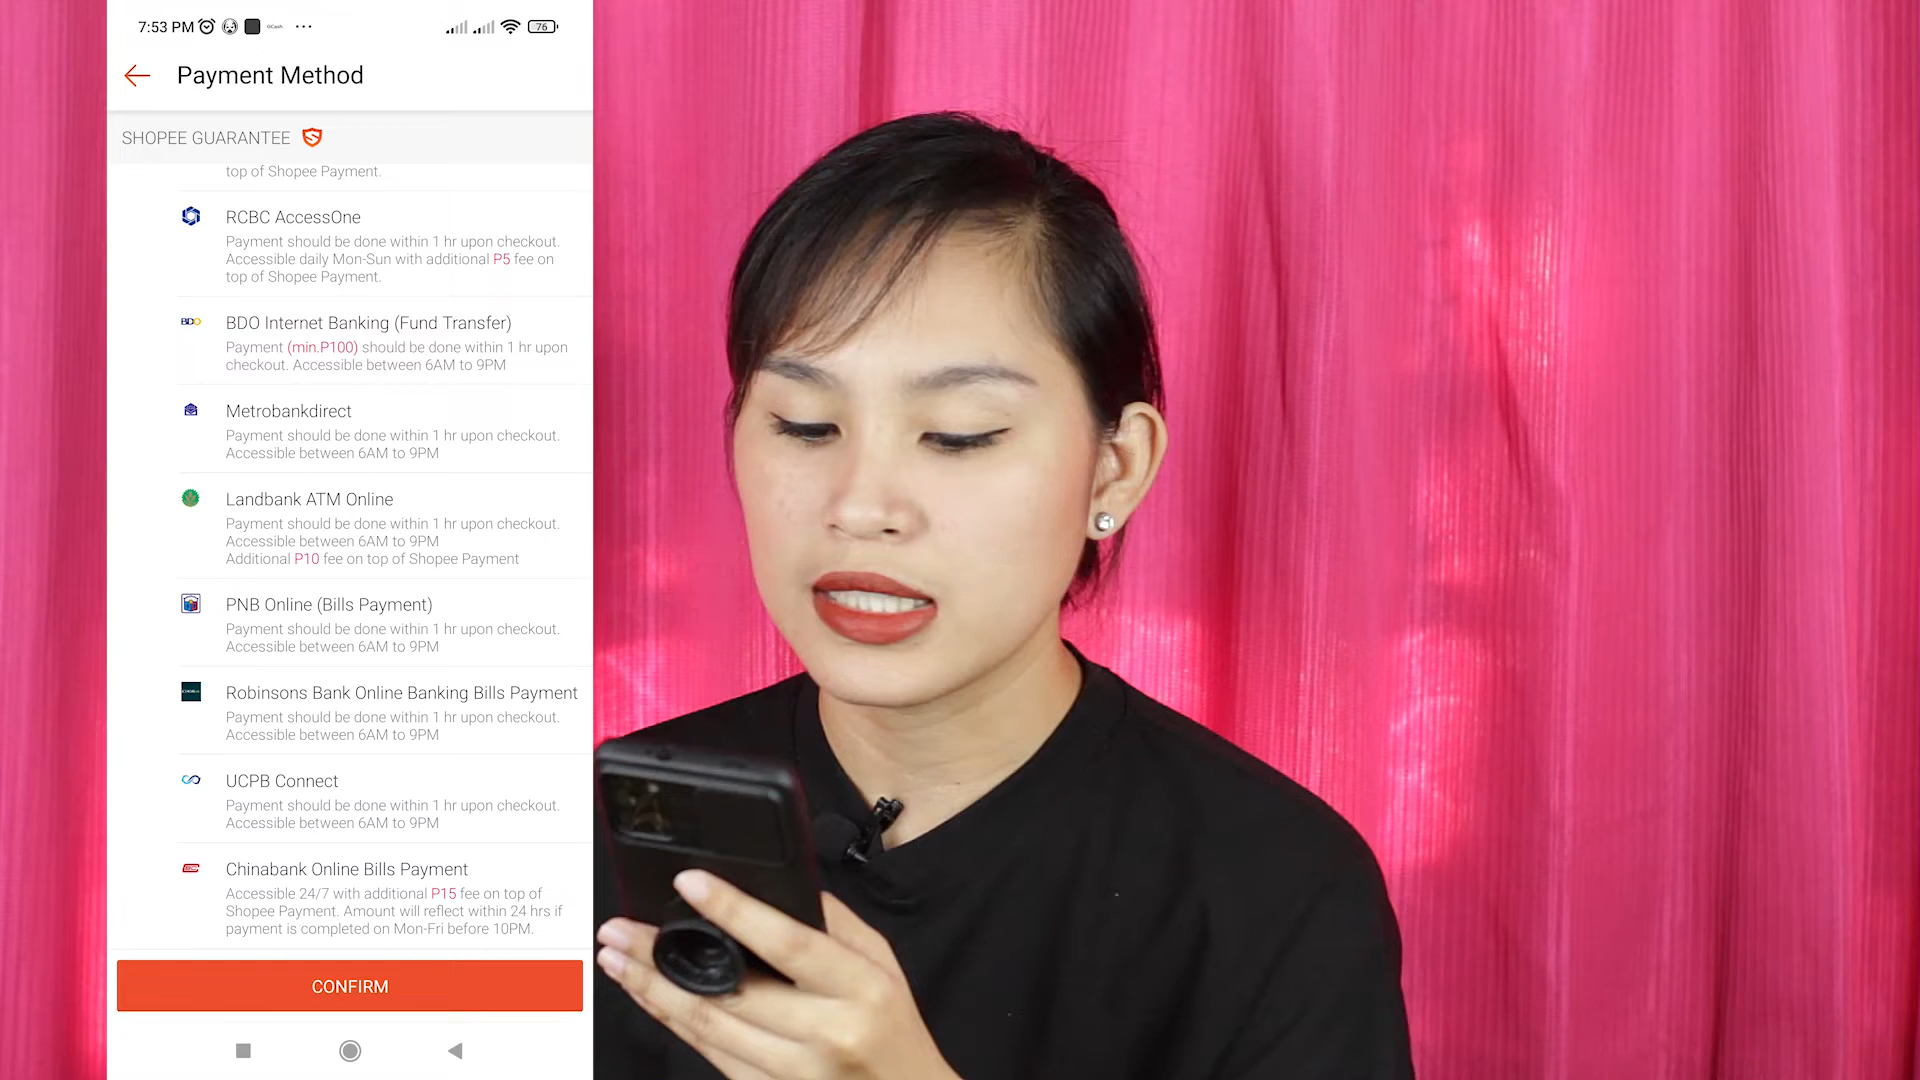 7:53 PM
GCash
76
Payment Method
SHOPEE GUARANTEE
top of Shopee Payment.
RCBC AccessOne
Payment should be done within 1 hr upon checkout.
Accessible daily Mon-Sun with additional P5 fee on
top of Shopee Payment.
BDO
BDO Internet Banking (Fund Transfer)
Payment (min.P100) should be done within 1 hr upon
checkout. Accessible between 6AM to 9PM
Metrobankdirect
Payment should be done within 1 hr upon checkout.
Accessible between 6AM to 9PM
Landbank ATM Online
Payment should be done within 1 hr upon checkout.
Accessible between 6AM to 9PM
Additional P10 fee on top of Shopee Payment
PNB Online (Bills Payment)
Payment should be done within 1 hr upon checkout.
Accessible between 6AM to 9PM
Robinsons Bank Online Banking Bills Payment
Payment should be done within 1 hr upon checkout.
Accessible between 6AM to 9PM
UCPB Connect
Payment should be done within 1 hr upon checkout.
Accessible between 6AM to 9PM
Chinabank Online Bills Payment
Accessible 24/7 with additional P15 fee on top of
Shopee Payment. Amount will reflect within 24 hrs if
payment is completed on Mon-Fri before 10PM.
CONFIRM